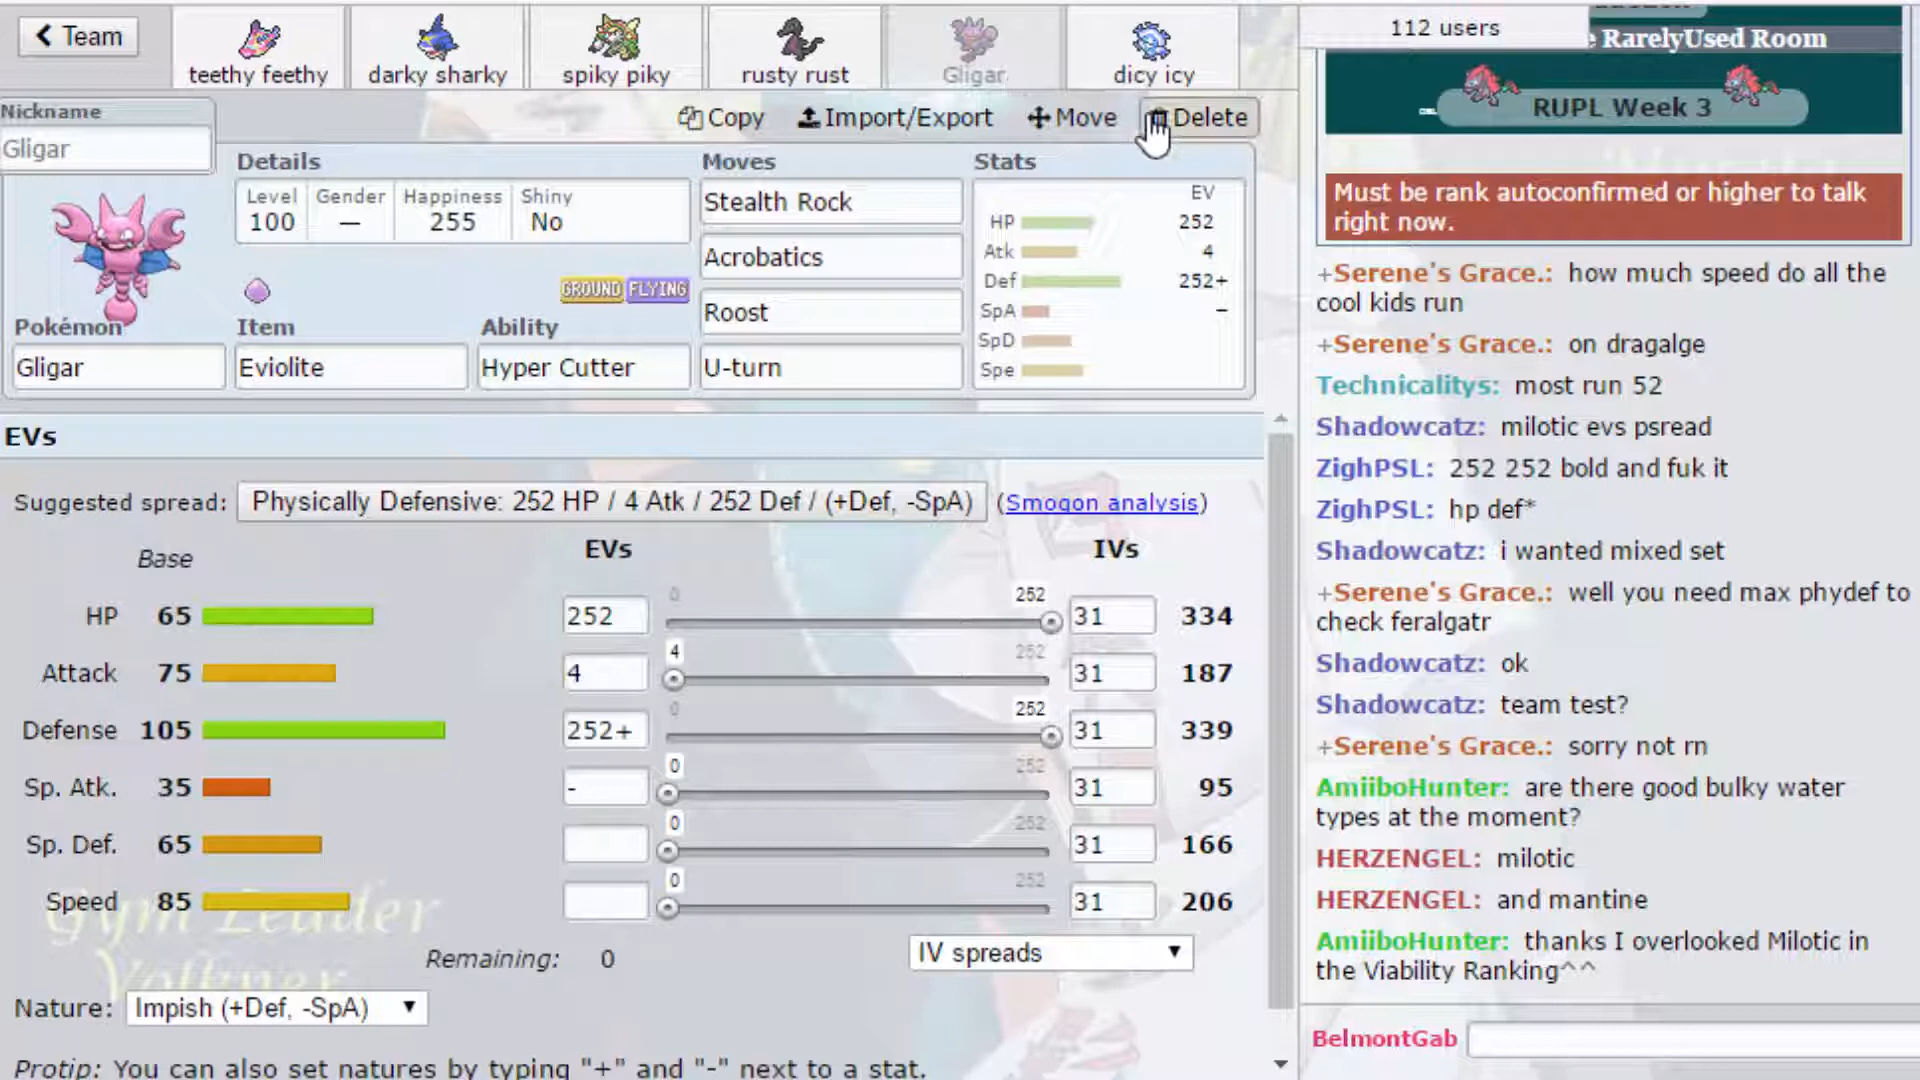 Team
teethy feethy
darky sharky
spiky piky
rusty rust
Gligar
dicy icy
Nickname
Gligar
Copy
Import/Export
Move
Delete
Details
Level
100
Gender
—
Happiness
255
Shiny
No
GROUND FLYING
Pokémon
Gligar
Item
Eviolite
Ability
Hyper Cutter
Moves
Stealth Rock
Acrobatics
Roost
U-turn
Stats
EV
HP 252
Atk 4
Def 252+
SpA −
SpD
Spe
EVs
Suggested spread: Physically Defensive: 252 HP / 4 Atk / 252 Def / (+Def, -SpA) (Smogon analysis)
Base EVs IVs
HP 65 252 0 252 31 334
Attack 75 4 4 252 31 187
Defense 105 252+ 0 252 31 339
Sp. Atk. 35 - 0 252 31 95
Sp. Def. 65 0 252 31 166
Speed 85 0 252 31 206
Gym Leader
Volkner
Remaining: 0
IV spreads
Nature: Impish (+Def, -SpA)
Protip: You can also set natures by typing "+" and "-" next to a stat.
112 users
RarelyUsed Room
RUPL Week 3
Must be rank autoconfirmed or higher to talk
right now.
+Serene's Grace.: how much speed do all the
cool kids run
+Serene's Grace.: on dragalge
Technicalitys: most run 52
Shadowcatz: milotic evs psread
ZighPSL: 252 252 bold and fuk it
ZighPSL: hp def*
Shadowcatz: i wanted mixed set
+Serene's Grace.: well you need max phydef to
check feralgatr
Shadowcatz: ok
Shadowcatz: team test?
+Serene's Grace.: sorry not rn
AmiiboHunter: are there good bulky water
types at the moment?
HERZENGEL: milotic
HERZENGEL: and mantine
AmiiboHunter: thanks I overlooked Milotic in
the Viability Ranking^^
BelmontGab